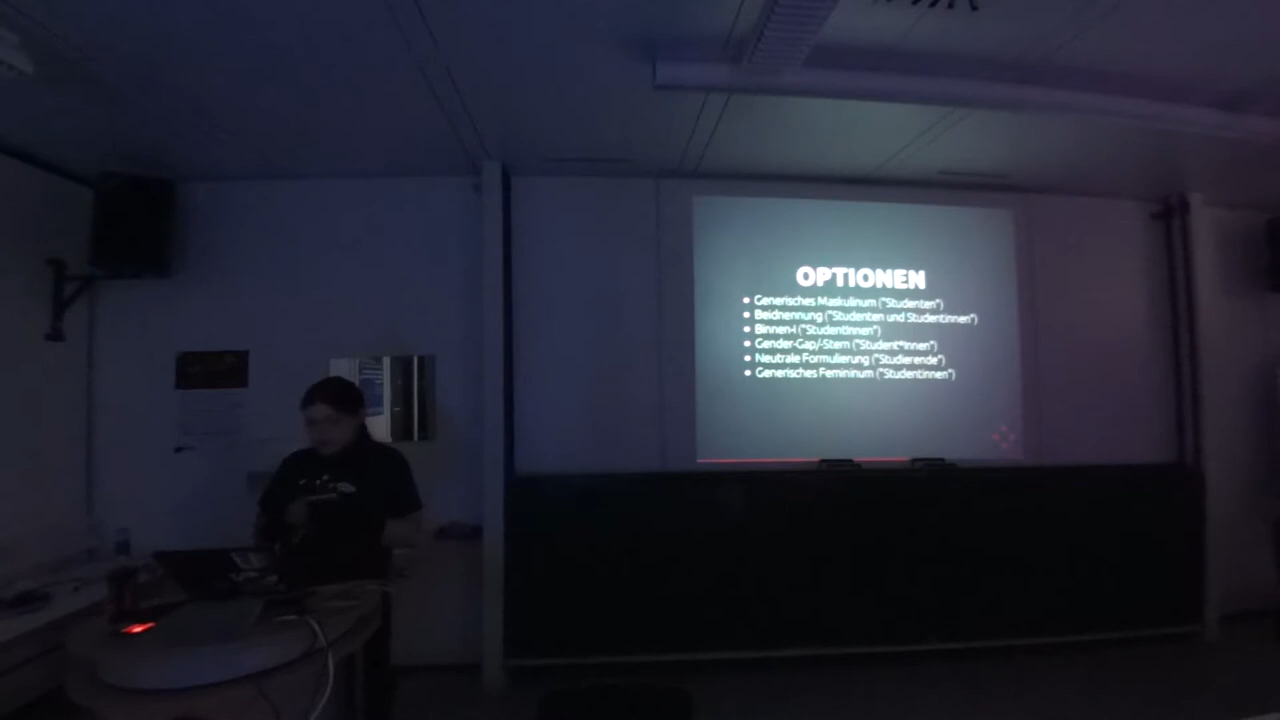 OPTIONEN
Generisches Maskulinum ("Studenten")
Beidnennung ("Studenten und Studentinnen")
Binnen-I ("StudentInnen")
Gender-Gap/-Stern ("Student*innen")
Neutrale Formulierung ("Studierende")
Generisches Femininum ("Studentinnen")